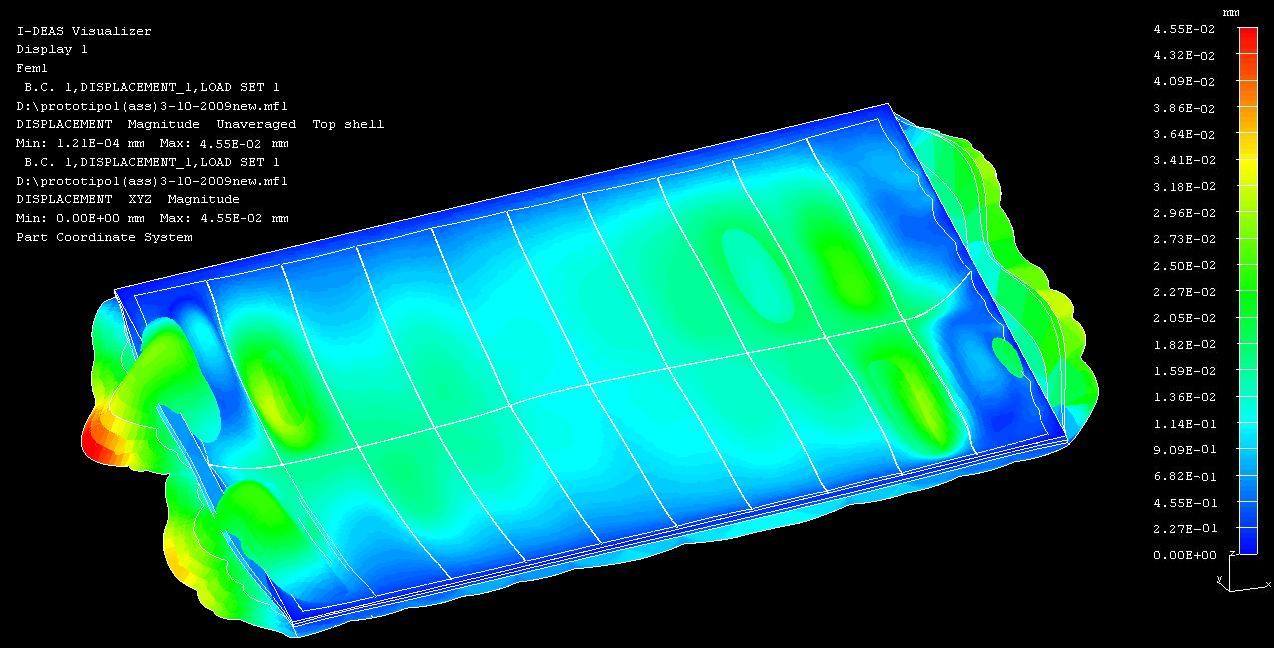 I-DEAS Visualizer
Display 1
Fem1
B.C. 1,DISPLACEMENT_1,LOAD SET 1
D:\prototipo1(ass)3-10-2009new.mf1
DISPLACEMENT Magnitude Unaveraged Top shell
Min: 1.21E-04 mm Max: 4.55E-02 mm
B.C. 1,DISPLACEMENT_1,LOAD SET 1
D:\prototipo1(ass)3-10-2009new.mf1
DISPLACEMENT XYZ Magnitude
Min: 0.00E+00 mm Max: 4.55E-02 mm
Part Coordinate System
mm
4.55E-02
4.32E-02
4.09E-02
3.86E-02
3.64E-02
3.41E-02
3.18E-02
2.96E-02
2.73E-02
2.50E-02
2.27E-02
2.05E-02
1.82E-02
1.59E-02
1.36E-02
1.14E-01
9.09E-01
6.82E-01
4.55E-01
2.27E-01
0.00E+00
z
y
x